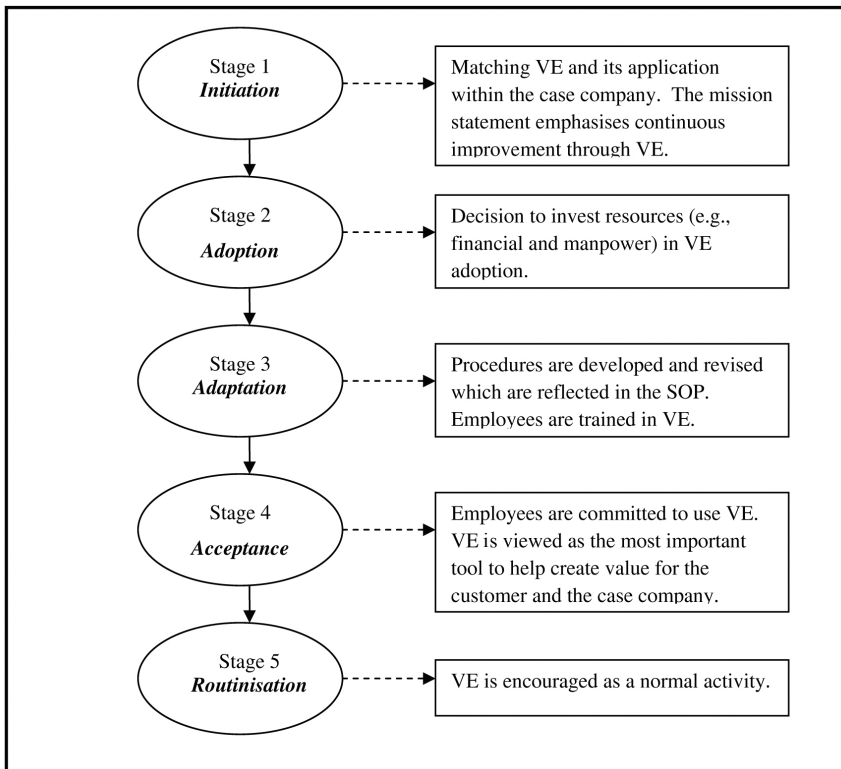 Stage 1
Initiation
Matching VE and its application
within the case company. The mission
statement emphasises continuous
improvement through VE.
Stage 2
Adoption
Decision to invest resources (e.g.,
financial and manpower) in VE
adoption.
Stage 3
Adaptation
Procedures are developed and revised
which are reflected in the SOP.
Employees are trained in VE.
Stage 4
Acceptance
Employees are committed to use VE.
VE is viewed as the most important
tool to help create value for the
customer and the case company.
Stage 5
Routinisation
VE is encouraged as a normal activity.